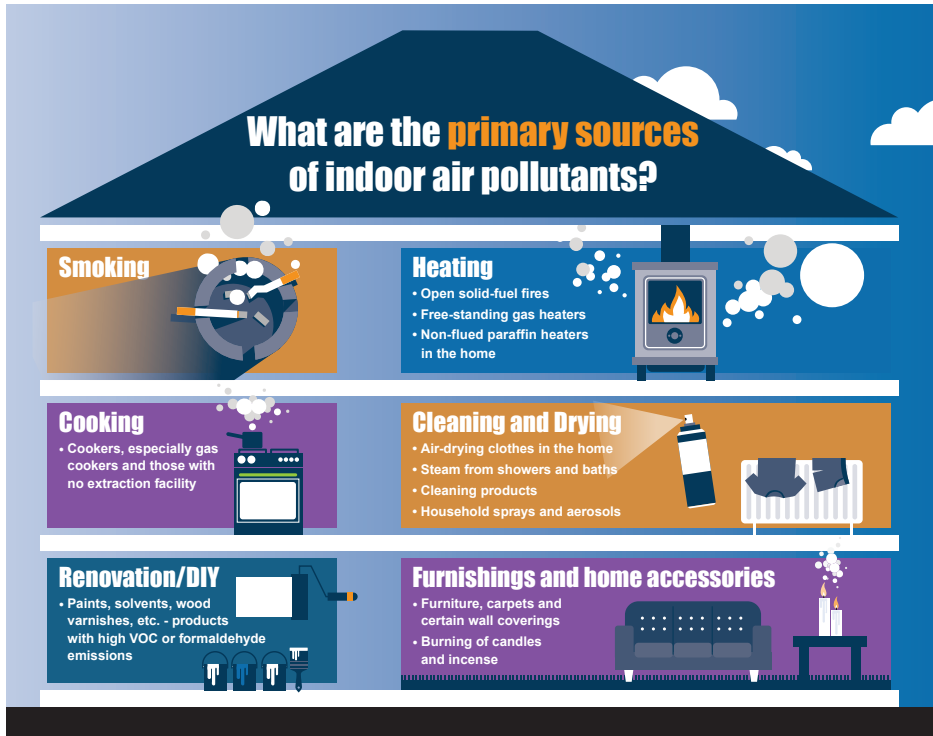 What are the primary sources
of indoor air pollutants?
Smoking
Heating
• Open solid-fuel fires
• Free-standing gas heaters
• Non-flued paraffin heaters
in the home
Cooking
• Cookers, especially gas
cookers and those with
no extraction facility
Cleaning and Drying
• Air-drying clothes in the home
• Steam from showers and baths
• Cleaning products
• Household sprays and aerosols
Renovation/DIY
• Paints, solvents, wood
varnishes, etc. - products
with high VOC or formaldehyde
emissions
Furnishings and home accessories
• Furniture, carpets and
certain wall coverings
• Burning of candles
and incense